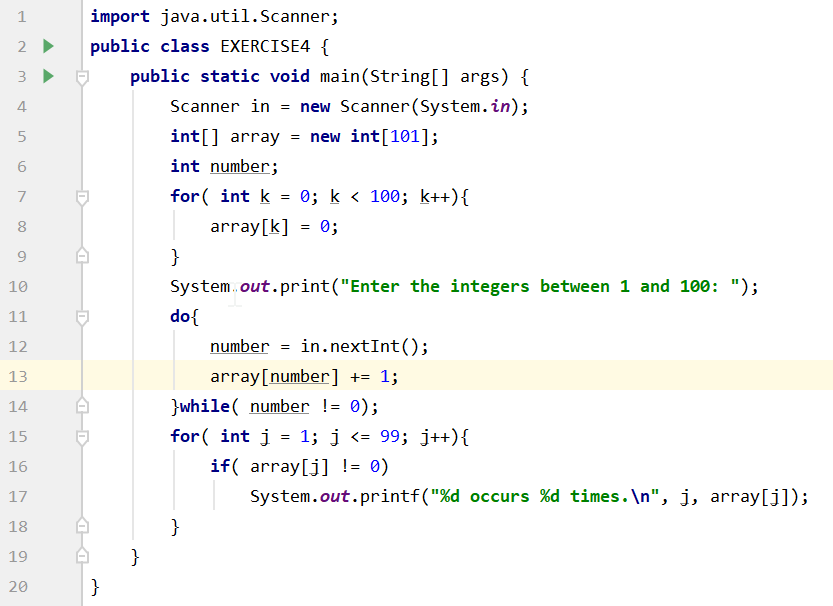 1 import java.util.Scanner;
2 public class EXERCISE4 {
3 public static void main(String[] args) {
4 Scanner in = new Scanner(System.in);
5 int[] array = new int[101];
6 int number;
7 for( int k = 0; k < 100; k++){
8 array[k] = 0;
9 }
10 System.out.print("Enter the integers between 1 and 100: ");
11 do{
12 number = in.nextInt();
13 array[number] += 1;
14 }while( number != 0);
15 for( int j = 1; j <= 99; j++){
16 if( array[j] != 0)
17 System.out.printf("%d occurs %d times.\n", j, array[j]);
18 }
19 }
20 }